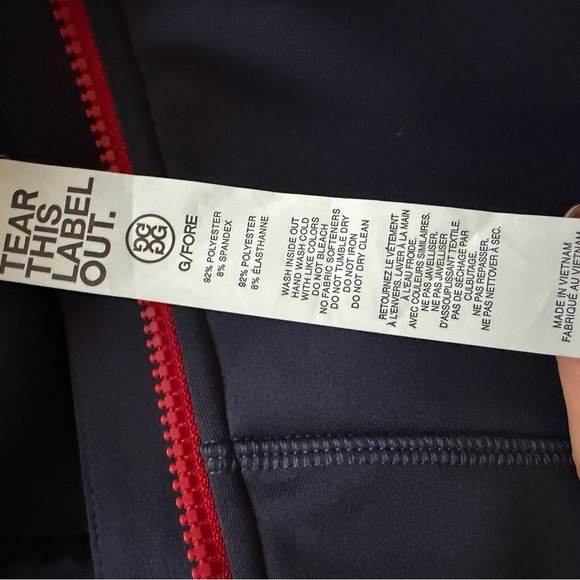 TEAR
THIS
LABEL
OUT.
G/FORE
92% POLYESTER
8% SPANDEX
92% POLYESTER
8% ÉLASTHANNE
WASH INSIDE OUT
HAND WASH COLD
WITH LIKE COLORS
DO NOT BLEACH
NO FABRIC SOFTENERS
DO NOT TUMBLE DRY
DO NOT IRON
DO NOT DRY CLEAN
RETOURNEZ LE VÊTEMENT
À L'ENVERS, LAVIER À LA MAIN
À L'EAU FROIDE,
AVEC COULEURS SIMILAIRES.
NE PAS JAVELLISER.
NE PAS JAVELLISER.
D'ASSOUPLISSANT TEXTILE.
PAS DE SÉCHAGE PAR
CULBUTAGE.
NE PAS REPASSER.
NE PAS NETTOYER À SEC.
MADE IN VIETNAM
FABRIQUÉ AU VIETNAM